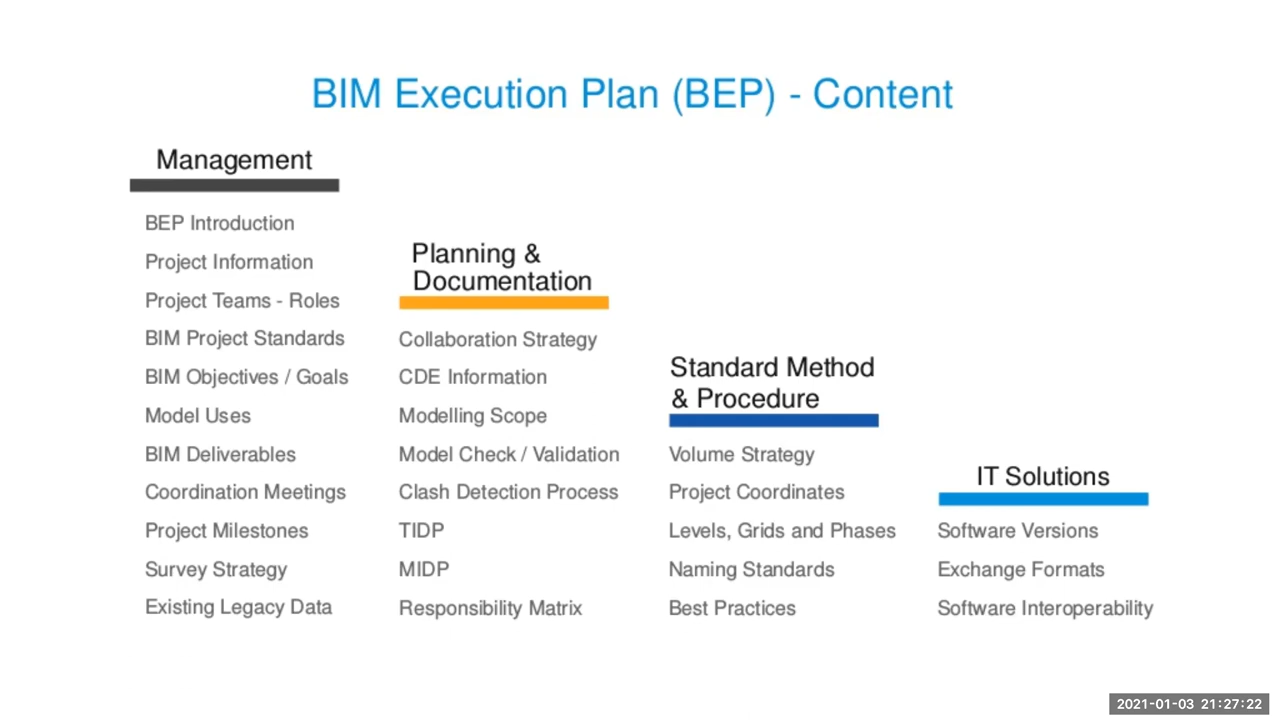 BIM Execution Plan (BEP) - Content
Management
BEP Introduction
Project Information
Project Teams - Roles
BIM Project Standards
BIM Objectives / Goals
Model Uses
BIM Deliverables
Coordination Meetings
Project Milestones
Survey Strategy
Existing Legacy Data
Planning &
Documentation
Collaboration Strategy
CDE Information
Modelling Scope
Model Check / Validation
Clash Detection Process
TIDP
MIDP
Responsibility Matrix
Standard Method
& Procedure
Volume Strategy
Project Coordinates
Levels, Grids and Phases
Naming Standards
Best Practices
IT Solutions
Software Versions
Exchange Formats
Software Interoperability
2021-01-03 21:27:22